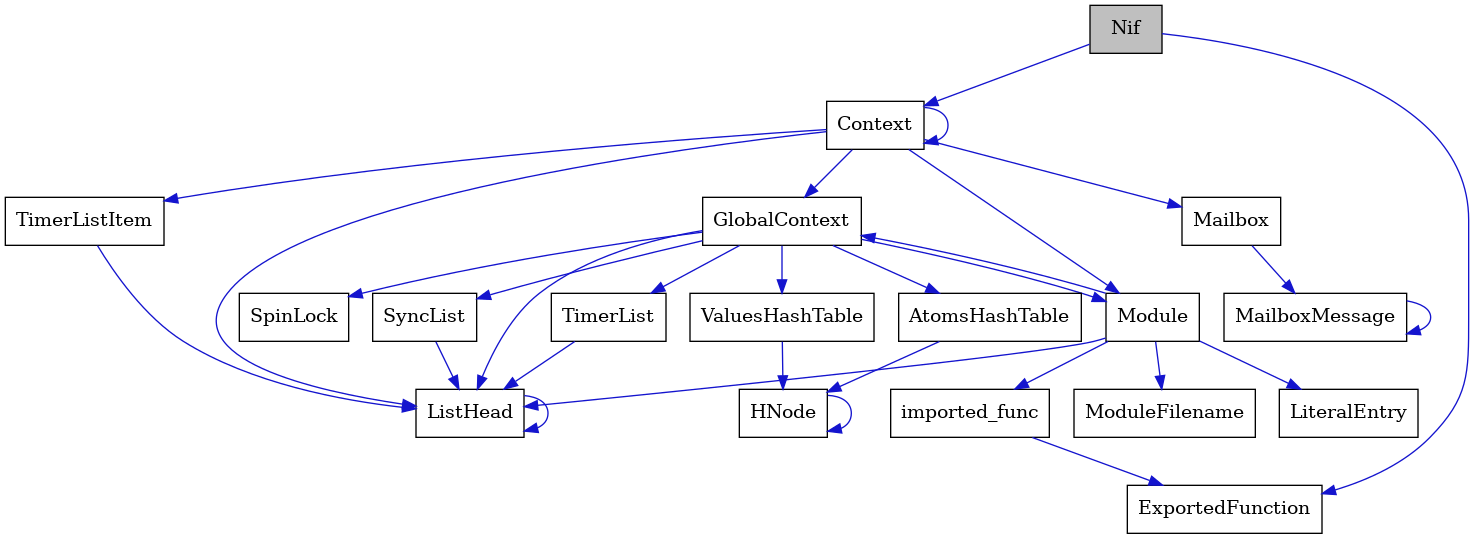 Nif
Context
TimerListItem
GlobalContext
Mailbox
SpinLock
SyncList
TimerList
ValuesHashTable
AtomsHashTable
Module
MailboxMessage
ListHead
HNode
imported_func
ModuleFilename
LiteralEntry
ExportedFunction